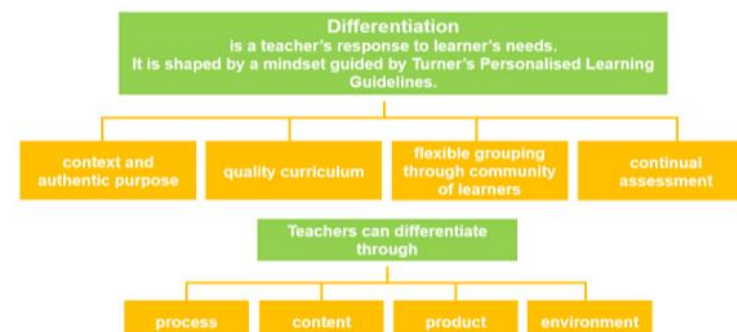 Differentiation
is a teacher's response to learner's needs.
It is shaped by a mindset guided by Turner's Personalised Learning
Guidelines.
context and
authentic purpose
quality curriculum
flexible grouping
through community
of learners
continual
assessment
Teachers can differentiate
through
process
content
product
environment